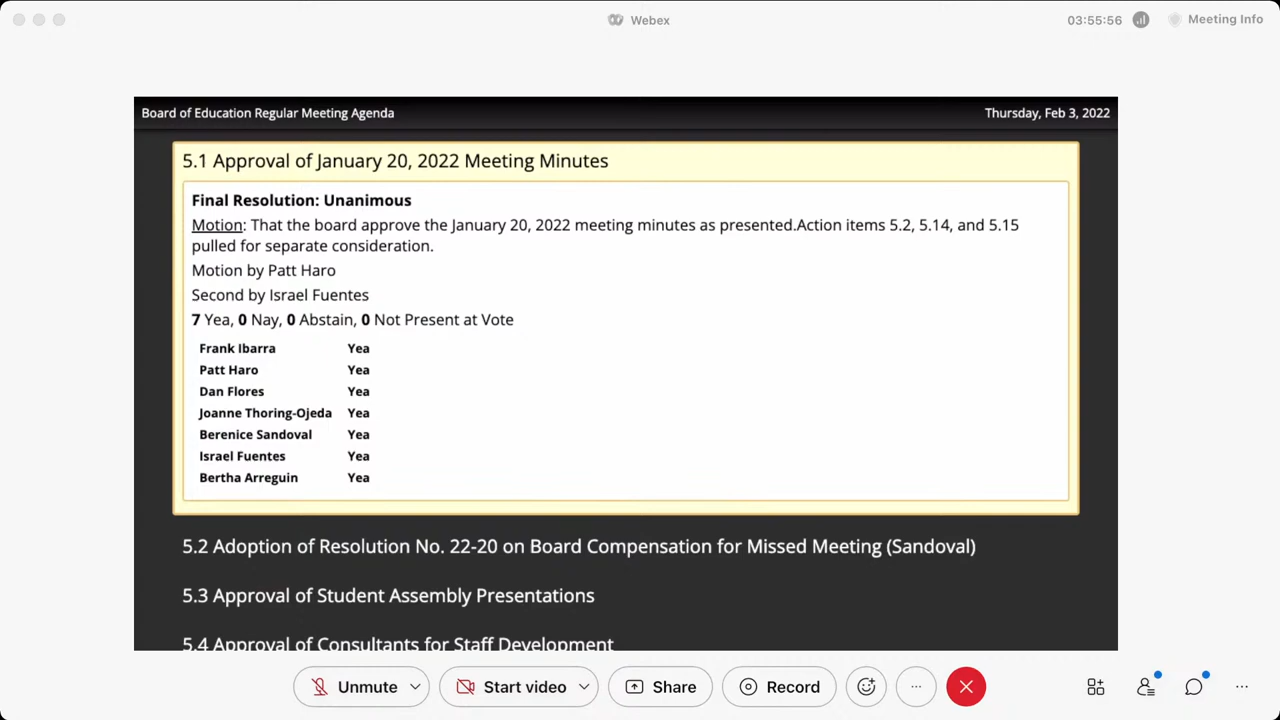 Webex
03:55:56
Meeting Info
Board of Education Regular Meeting Agenda
Thursday, Feb 3, 2022
5.1 Approval of January 20, 2022 Meeting Minutes
Final Resolution: Unanimous
Motion: That the board approve the January 20, 2022 meeting minutes as presented.Action items 5.2, 5.14, and 5.15
pulled for separate consideration.
Motion by Patt Haro
Second by Israel Fuentes
7 Yea, 0 Nay, 0 Abstain, 0 Not Present at Vote
Frank Ibarra Yea
Patt Haro Yea
Dan Flores Yea
Joanne Thoring-Ojeda Yea
Berenice Sandoval Yea
Israel Fuentes Yea
Bertha Arreguin Yea
5.2 Adoption of Resolution No. 22-20 on Board Compensation for Missed Meeting (Sandoval)
5.3 Approval of Student Assembly Presentations
5.4 Approval of Consultants for Staff Development
Unmute
Start video
Share
Record